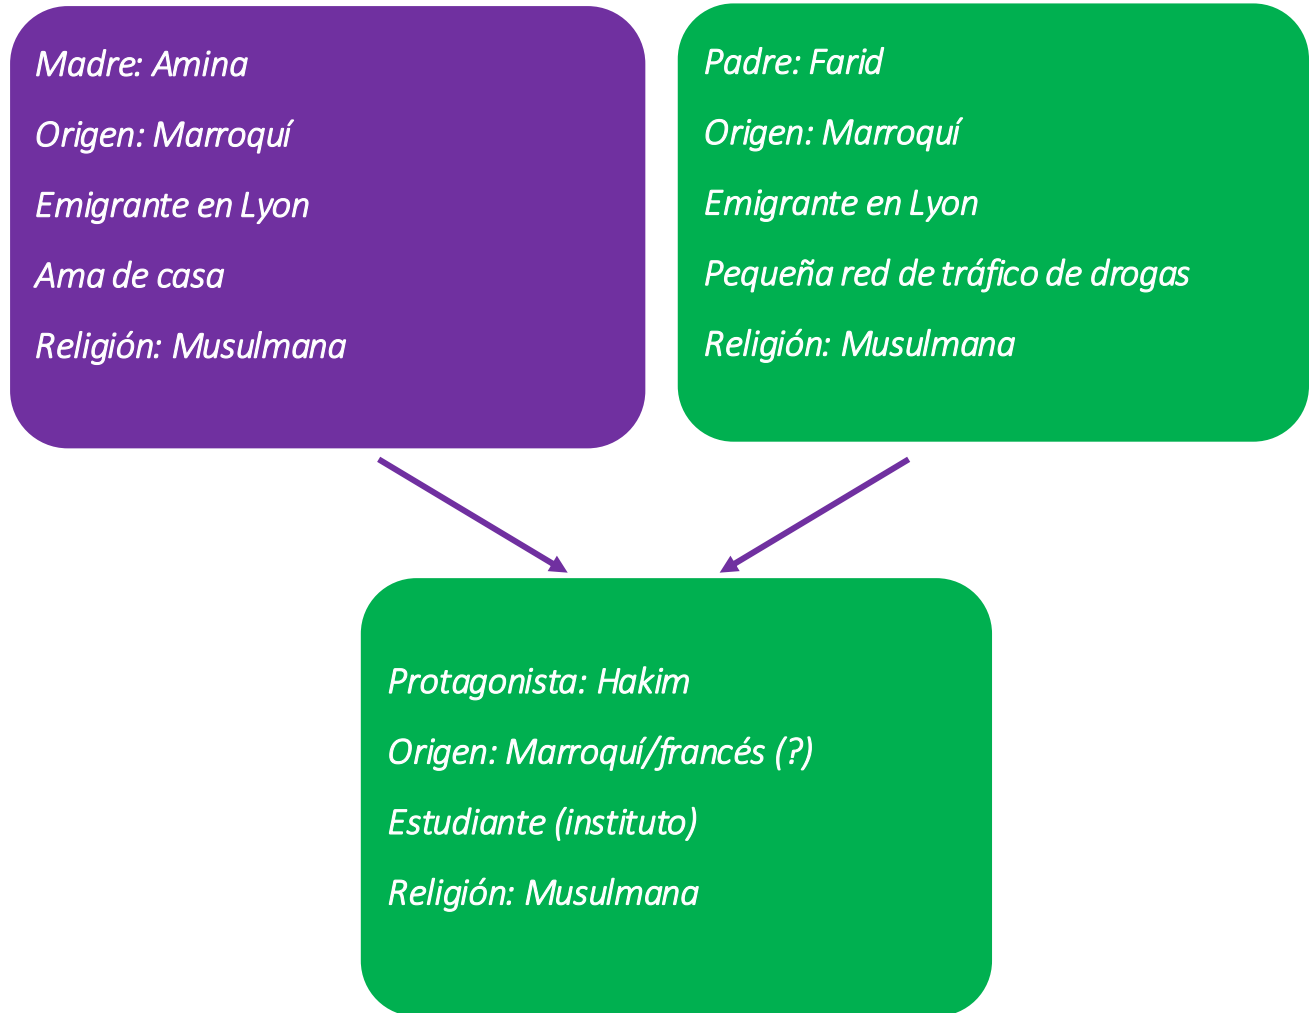 Madre: Amina
Origen: Marroquí
Emigrante en Lyon
Ama de casa
Religión: Musulmana
Padre: Farid
Origen: Marroquí
Emigrante en Lyon
Pequeña red de tráfico de drogas
Religión: Musulmana
Protagonista: Hakim
Origen: Marroquí/francés (?)
Estudiante (instituto)
Religión: Musulmana